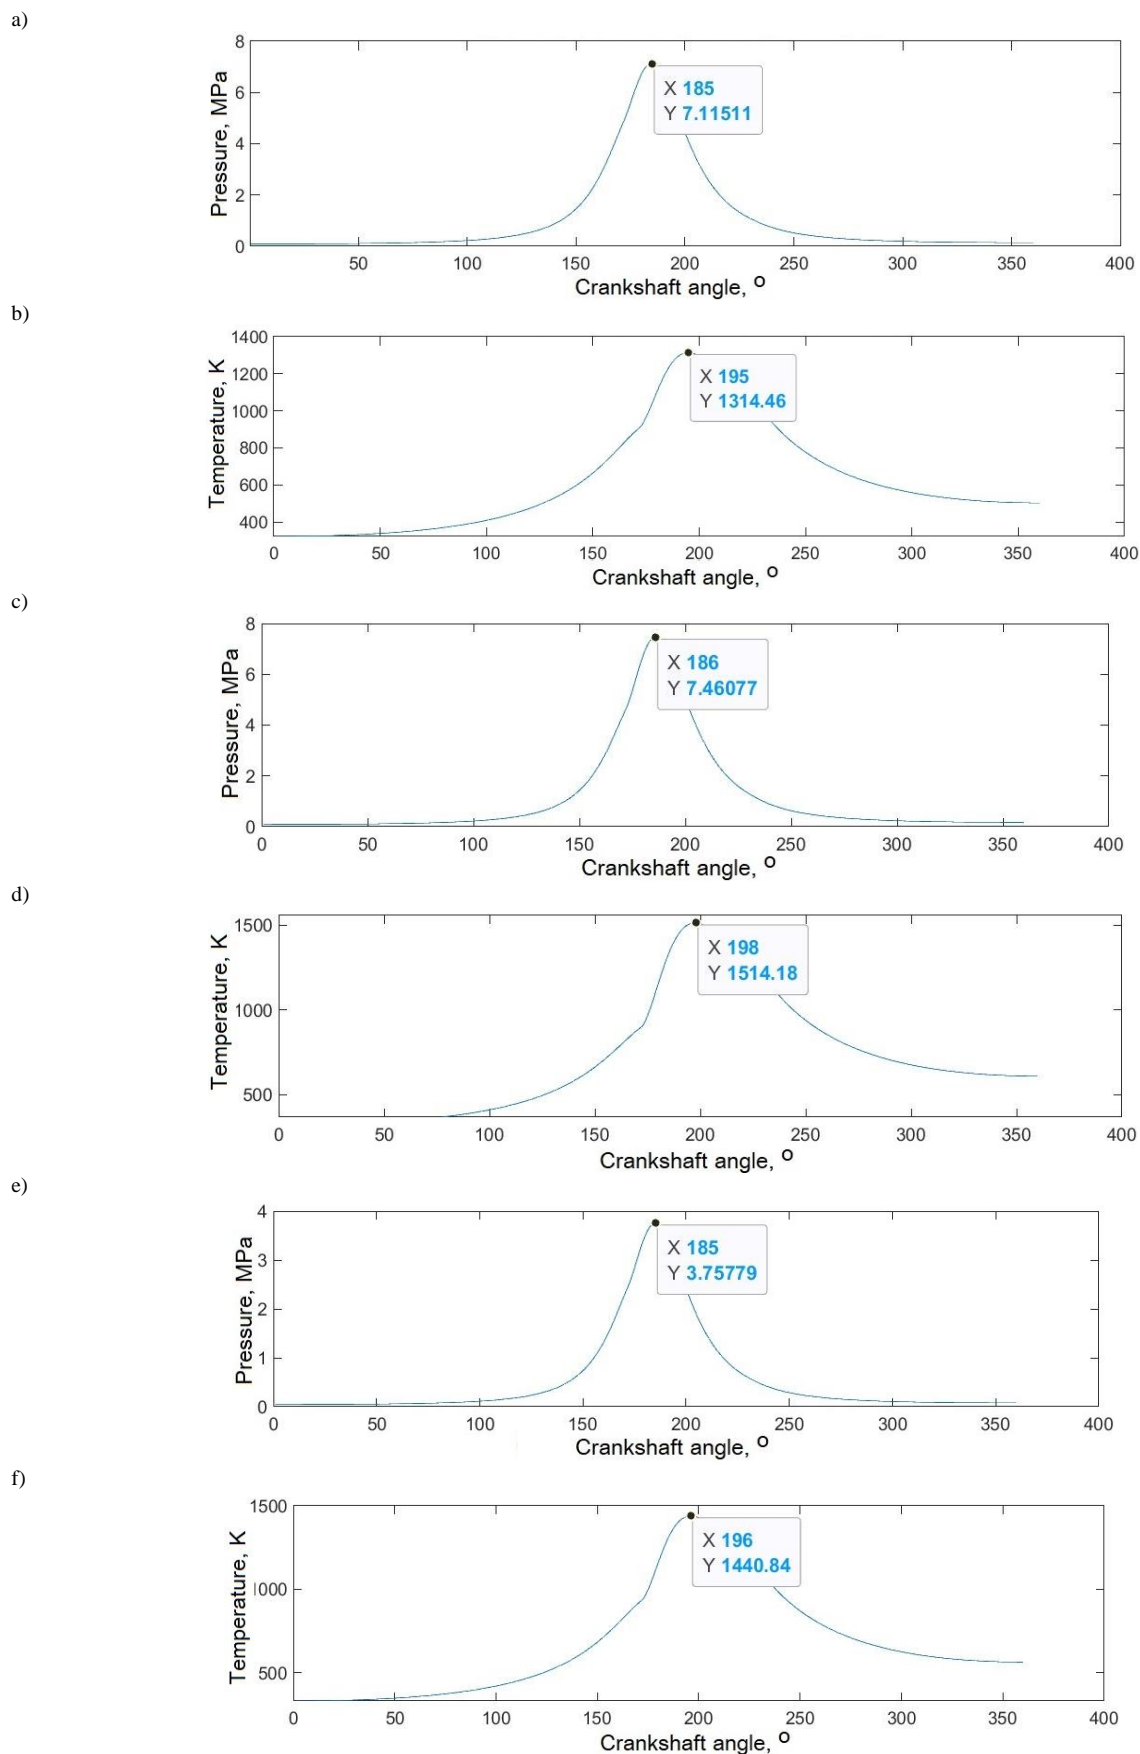 a)
8
6
4
2
0
Pressure, MPa
X 185
Y 7.11511
50 100 150 200 250 300 350 400
Crankshaft angle, o
b)
1400
1200
1000
800
600
400
Temperature, K
X 195
Y 1314.46
0 50 100 150 200 250 300 350 400
Crankshaft angle, o
c)
8
6
4
2
0
Pressure, MPa
X 186
Y 7.46077
0 50 100 150 200 250 300 350 400
Crankshaft angle, o
d)
1500
1000
500
Temperature, K
X 198
Y 1514.18
0 50 100 150 200 250 300 350 400
Crankshaft angle, o
e)
4
3
2
1
0
Pressure, MPa
X 185
Y 3.75779
0 50 100 150 200 250 300 350 400
Crankshaft angle, o
f)
1500
1000
500
Temperature, K
X 196
Y 1440.84
0 50 100 150 200 250 300 350 400
Crankshaft angle, o